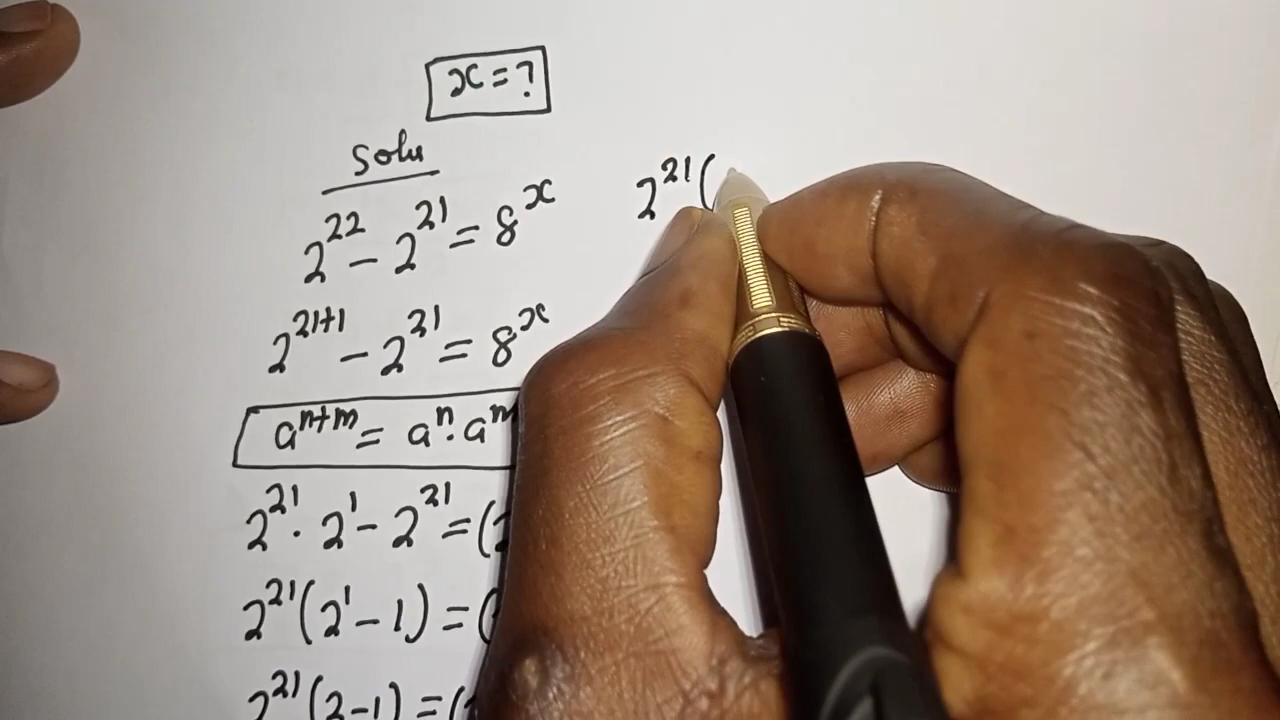 x = ?
Solu
2^22 - 2^21 = 8^x
2^21+1 - 2^21 = 8^x
a^n+m = a^n · a^m
2^21 · 2^1 - 2^21 = (
2^21(2^1 - 1) = (
2^21(2-1) = (
2^21(